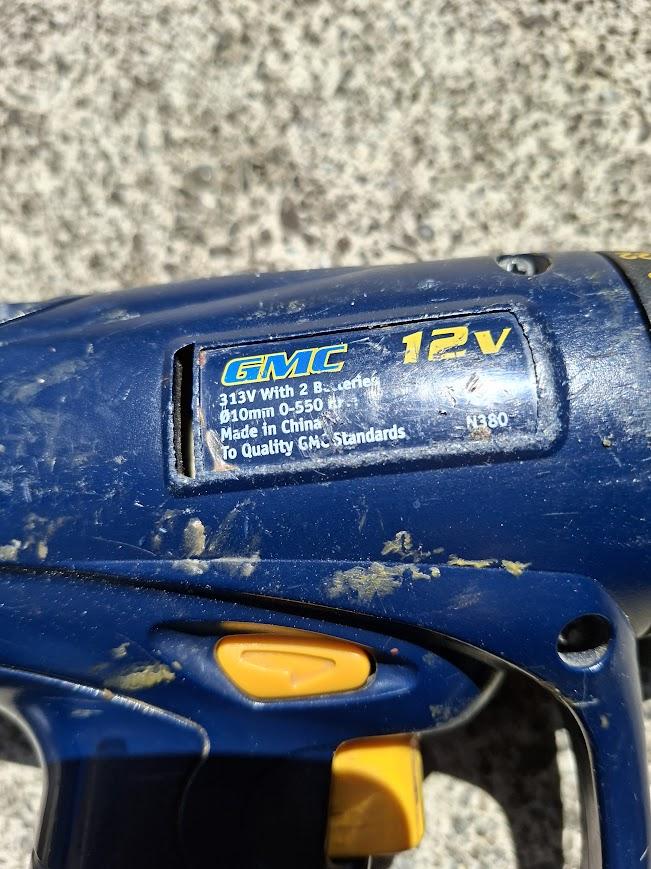 GMC 12V
313V With 2
Ø10mm 0-550
Made in China
To Quality GMC Standards
N380